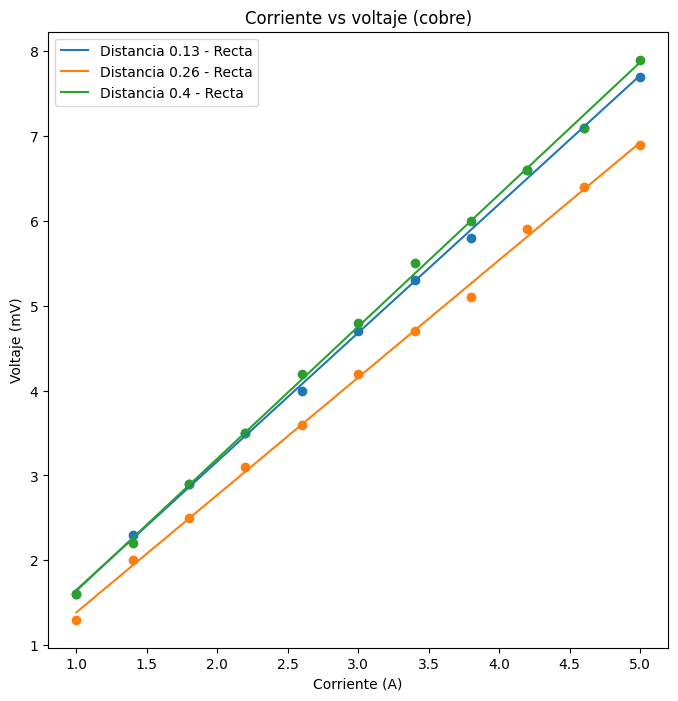 Corriente vs voltaje (cobre)
Distancia 0.13 - Recta
Distancia 0.26 - Recta
Distancia 0.4 - Recta
8
7
6
5
4
3
2
1
Voltaje (mV)
1.0 1.5 2.0 2.5 3.0 3.5 4.0 4.5 5.0
Corriente (A)